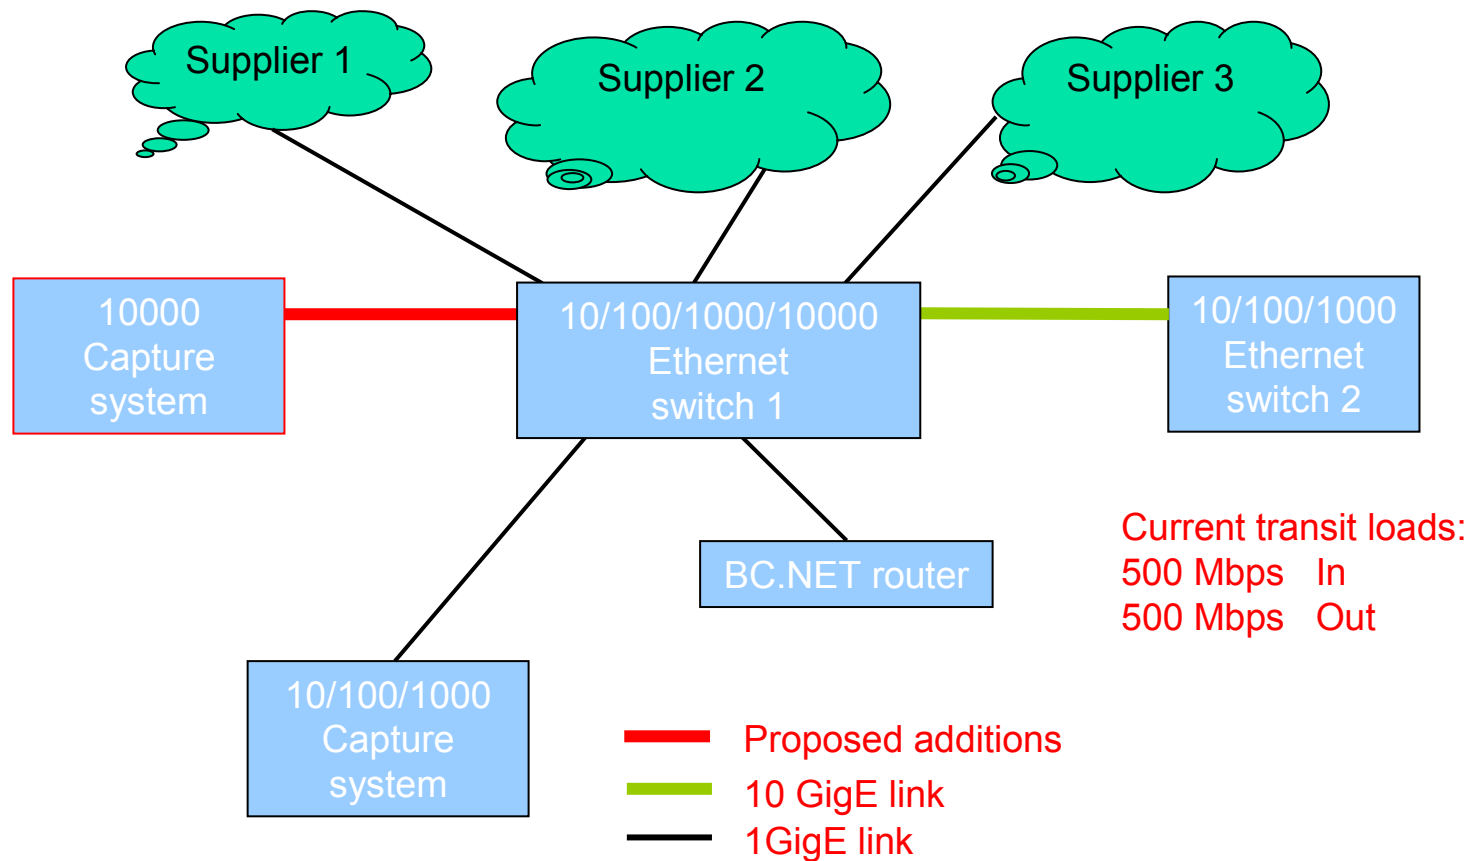 Supplier 1
Supplier 2
Supplier 3
10000
Capture
system
10/100/1000/10000
Ethernet
switch 1
10/100/1000
Ethernet
switch 2
Current transit loads:
500 Mbps In
500 Mbps Out
BC.NET router
10/100/1000
Capture
system
Proposed additions
10 GigE link
1GigE link